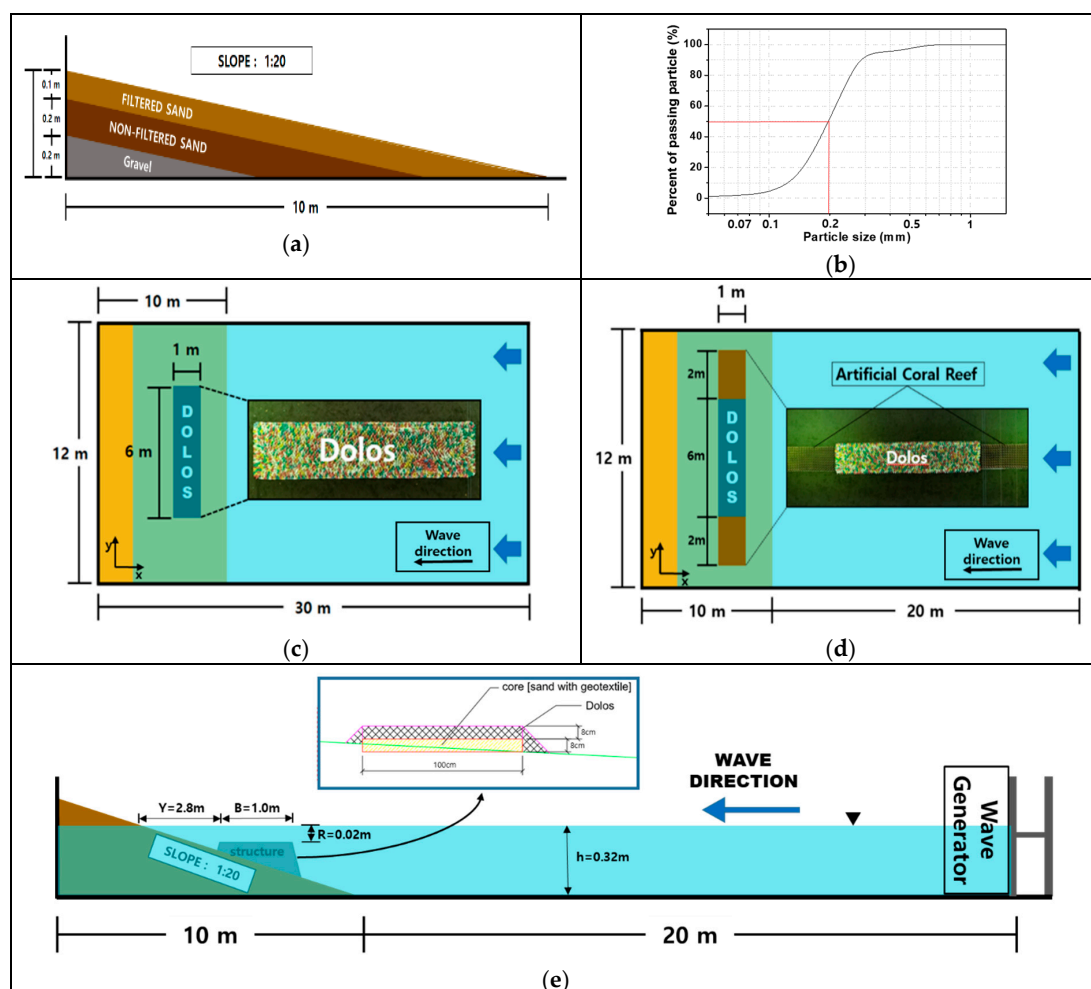 SLOPE : 1:20
0.1 m
0.2 m
0.2 m
FILTERED SAND
NON-FILTERED SAND
Gravel
10 m
(a)
Percent of passing particle (%)
100
80
60
40
20
0
0.07 0.1 0.2 0.5 1
Particle size (mm)
(b)
10 m
1 m
12 m
6 m
DOLOS
Dolos
Wave
direction
y
x
30 m
(c)
1 m
2m
6m
2m
12 m
DOLOS
Artificial Coral Reef
Dolos
Wave
direction
y
x
10 m
20 m
(d)
core [sand with geotextile]
Dolos
8cm
8cm
100cm
WAVE
DIRECTION
Wave
Generator
Y=2.8m
B=1.0m
R=0.02m
structure
SLOPE : 1:20
h=0.32m
10 m
20 m
(e)